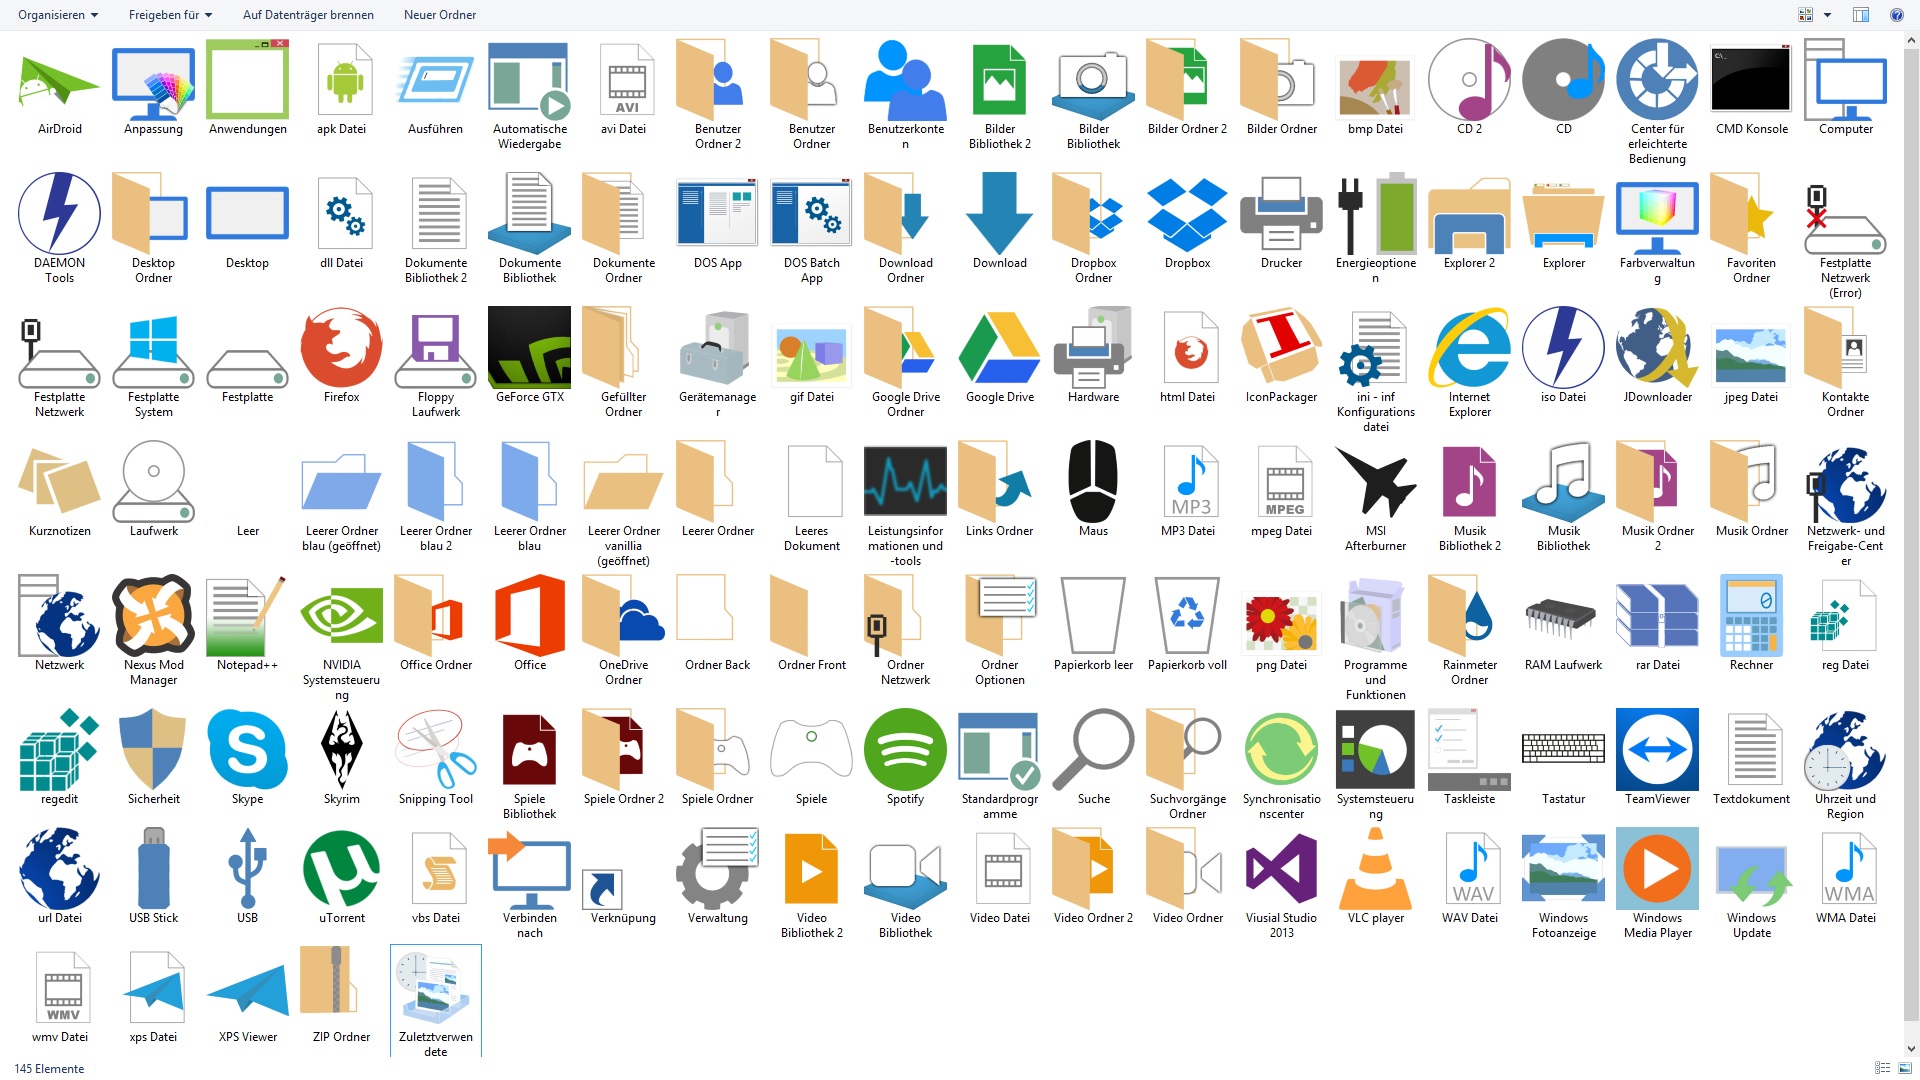 Organisieren Freigeben für Auf Datenträger brennen Neuer Ordner
AVI
C:\_
AirDroid Anpassung Anwendungen apk Datei Ausführen Automatische avi Datei Benutzer Benutzer Benutzerkonte Bilder Bilder Bilder Ordner 2 Bilder Ordner bmp Datei CD 2 CD Center für CMD Konsole Computer
Wiedergabe Ordner 2 Ordner n Bibliothek 2 Bibliothek erleichterte
Bedienung
DAEMON Desktop Desktop dll Datei Dokumente Dokumente Dokumente DOS App DOS Batch Download Download Dropbox Dropbox Drucker Energieoptione Explorer 2 Explorer Farbverwaltun Favoriten Festplatte
Tools Ordner Bibliothek 2 Bibliothek Ordner App Ordner Ordner n g Ordner Netzwerk
(Error)
Festplatte Festplatte Festplatte Firefox Floppy GeForce GTX Gefüllter Gerätemanage gif Datei Google Drive Google Drive Hardware html Datei IconPackager ini - inf Internet iso Datei JDownloader jpeg Datei Kontakte
Netzwerk System Laufwerk Ordner r Ordner Konfigurations Explorer Ordner
datei
MP3 MPEG
Kurznotizen Laufwerk Leer Leerer Ordner Leerer Ordner Leerer Ordner Leerer Ordner Leerer Ordner Leeres Leistungsinfor Links Ordner Maus MP3 Datei mpeg Datei MSI Musik Musik Musik Ordner Musik Ordner Netzwerk- und
blau (geöffnet) blau 2 blau vanillia Dokument mationen und Afterburner Bibliothek 2 Bibliothek 2 Freigabe-Cent
(geöffnet) -tools er
0
Netzwerk Nexus Mod Notepad++ NVIDIA Office Ordner Office OneDrive Ordner Back Ordner Front Ordner Ordner Papierkorb leer Papierkorb voll png Datei Programme Rainmeter RAM Laufwerk rar Datei Rechner reg Datei
Manager Systemsteueru Ordner Netzwerk Optionen und Ordner
ng Funktionen
S
regedit Sicherheit Skype Skyrim Snipping Tool Spiele Spiele Ordner 2 Spiele Ordner Spiele Spotify Standardprogr Suche Suchvorgänge Synchronisatio Systemsteueru Taskleiste Tastatur TeamViewer Textdokument Uhrzeit und
Bibliothek amme Ordner nscenter ng Region
µ WAV WMA
url Datei USB Stick USB uTorrent vbs Datei Verbinden Verknüpung Verwaltung Video Video Video Datei Video Ordner 2 Video Ordner Viusial Studio VLC player WAV Datei Windows Windows Windows WMA Datei
nach Bibliothek 2 Bibliothek 2013 Fotoanzeige Media Player Update
WMV
wmv Datei xps Datei XPS Viewer ZIP Ordner Zuletztverwen
dete
145 Elemente